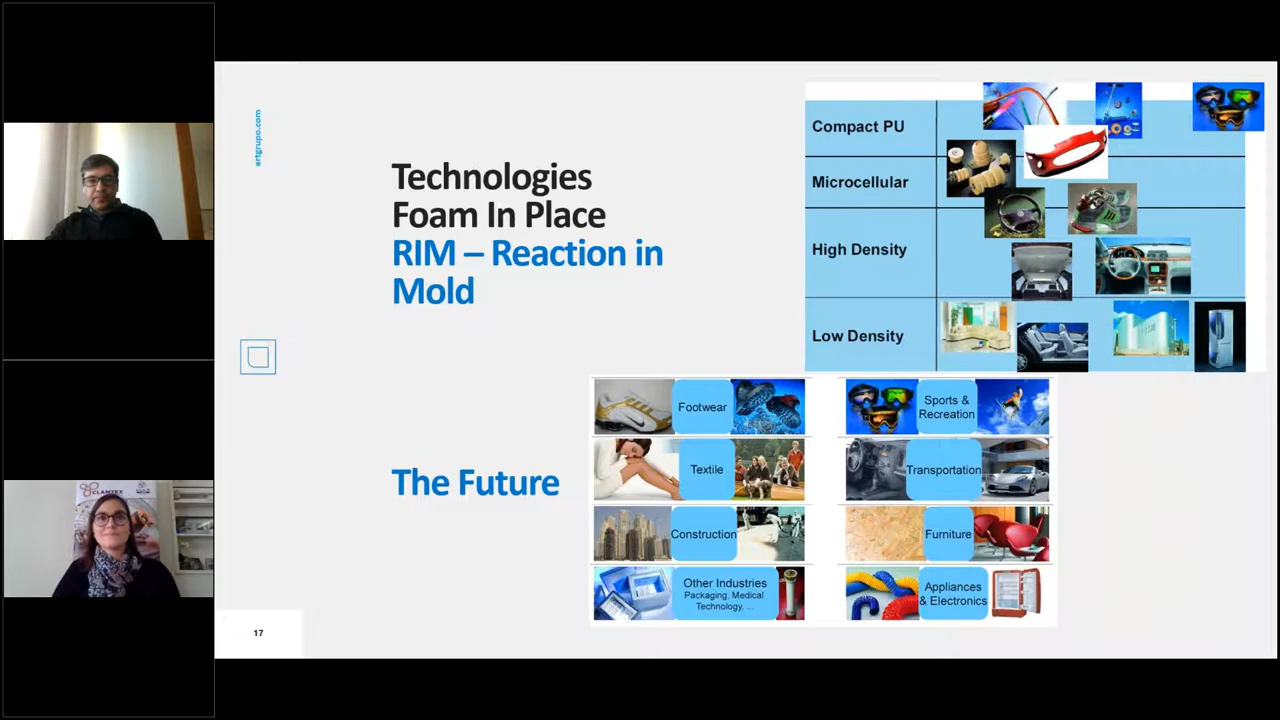 ertgrupo.com
Technologies
Foam In Place
RIM – Reaction in
Mold
The Future
Compact PU
Microcellular
High Density
Low Density
Footwear
Sports &
Recreation
Textile
Transportation
Construction
Furniture
Other Industries
Packaging, Medical
Technology, ...
Appliances
& Electronics
CLAMTEX
17